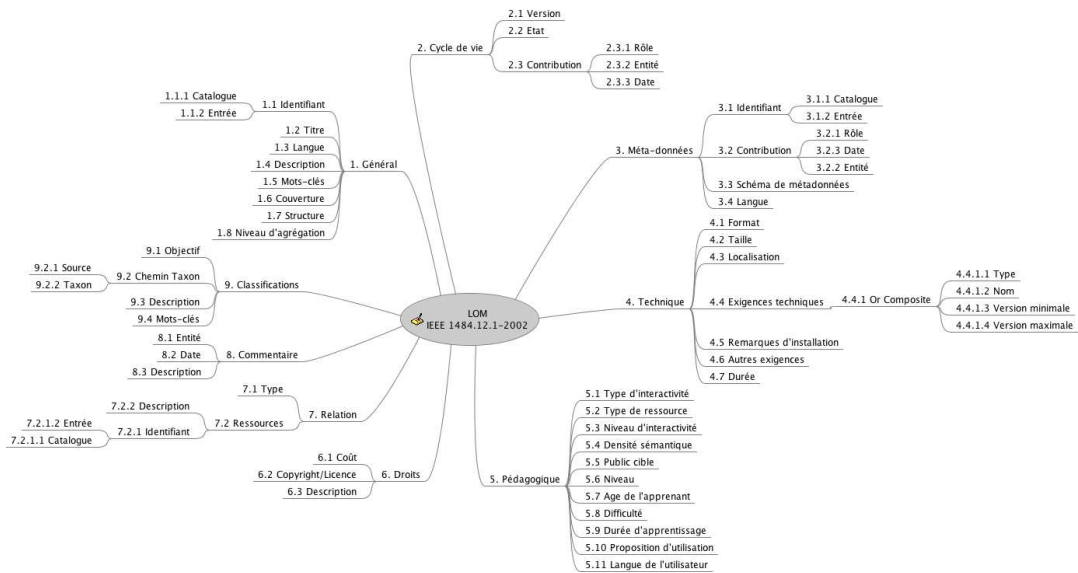 LOM
IEEE 1484.12.1-2002
1. Général
1.1 Identifiant
1.1.1 Catalogue
1.1.2 Entrée
1.2 Titre
1.3 Langue
1.4 Description
1.5 Mots-clés
1.6 Couverture
1.7 Structure
1.8 Niveau d'agrégation
2. Cycle de vie
2.1 Version
2.2 Etat
2.3 Contribution
2.3.1 Rôle
2.3.2 Entité
2.3.3 Date
3. Méta-données
3.1 Identifiant
3.1.1 Catalogue
3.1.2 Entrée
3.2 Contribution
3.2.1 Rôle
3.2.3 Date
3.2.2 Entité
3.3 Schéma de métadonnées
3.4 Langue
4. Technique
4.1 Format
4.2 Taille
4.3 Localisation
4.4 Exigences techniques
4.4.1 Or Composite
4.4.1.1 Type
4.4.1.2 Nom
4.4.1.3 Version minimale
4.4.1.4 Version maximale
4.5 Remarques d'installation
4.6 Autres exigences
4.7 Durée
5. Pédagogique
5.1 Type d'interactivité
5.2 Type de ressource
5.3 Niveau d'interactivité
5.4 Densité sémantique
5.5 Public cible
5.6 Niveau
5.7 Age de l'apprenant
5.8 Difficulté
5.9 Durée d'apprentissage
5.10 Proposition d'utilisation
5.11 Langue de l'utilisateur
6. Droits
6.1 Coût
6.2 Copyright/Licence
6.3 Description
7. Relation
7.1 Type
7.2 Ressources
7.2.2 Description
7.2.1 Identifiant
7.2.1.2 Entrée
7.2.1.1 Catalogue
8. Commentaire
8.1 Entité
8.2 Date
8.3 Description
9. Classifications
9.1 Objectif
9.2 Chemin Taxon
9.2.1 Source
9.2.2 Taxon
9.3 Description
9.4 Mots-clés